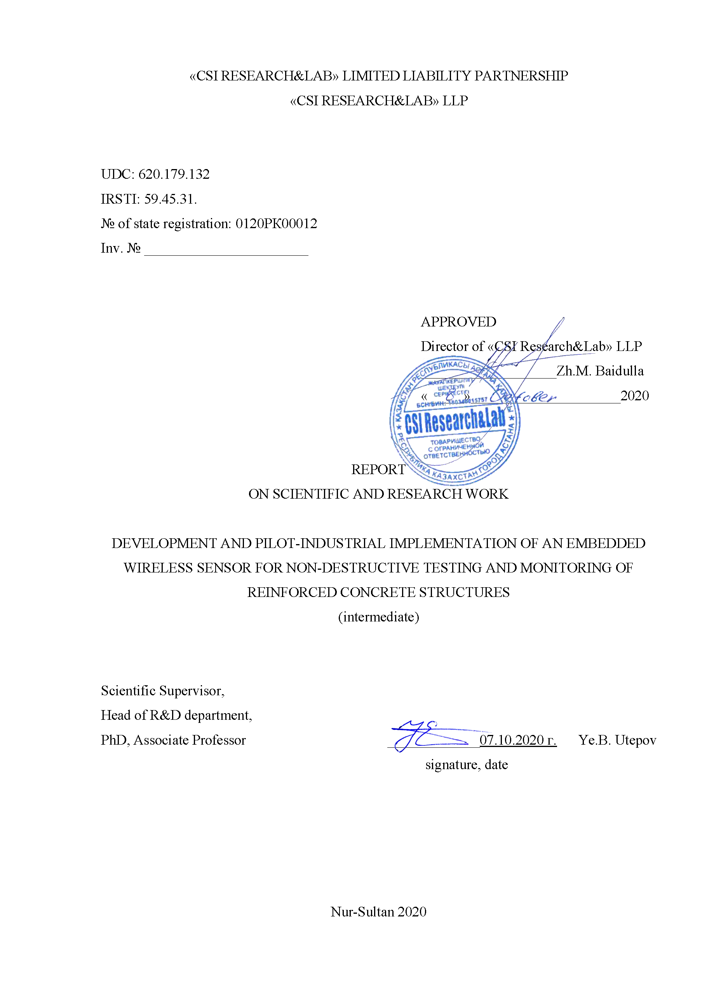 «CSI RESEARCH&LAB» LIMITED LIABILITY PARTNERSHIP
«CSI RESEARCH&LAB» LLP
UDC: 620.179.132
IRSTI: 59.45.31.
№ of state registration: 0120РК00012
Inv. №
APPROVED
Director of «CSI Research&Lab» LLP
Zh.M. Baidulla
« 8 » October 2020
★ ҚАЗАҚСТАН РЕСПУБЛИКАСЫ АСТАНА ҚАЛАСЫ ★
ЖАУАПКЕРШІЛІГІ
ШЕКТЕУЛІ
СЕРІКТЕСТІГІ
БСН/БИН: 180340015757
CSI Research&Lab
ТОВАРИЩЕСТВО
С ОГРАНИЧЕННОЙ
ОТВЕТСТВЕННОСТЬЮ
РЕСПУБЛИКА КАЗАХСТАН ГОРОД АСТАНА
REPORT
ON SCIENTIFIC AND RESEARCH WORK
DEVELOPMENT AND PILOT-INDUSTRIAL IMPLEMENTATION OF AN EMBEDDED
WIRELESS SENSOR FOR NON-DESTRUCTIVE TESTING AND MONITORING OF
REINFORCED CONCRETE STRUCTURES
(intermediate)
Scientific Supervisor,
Head of R&D department,
PhD, Associate Professor 07.10.2020 г. Ye.B. Utepov
signature, date
Nur-Sultan 2020